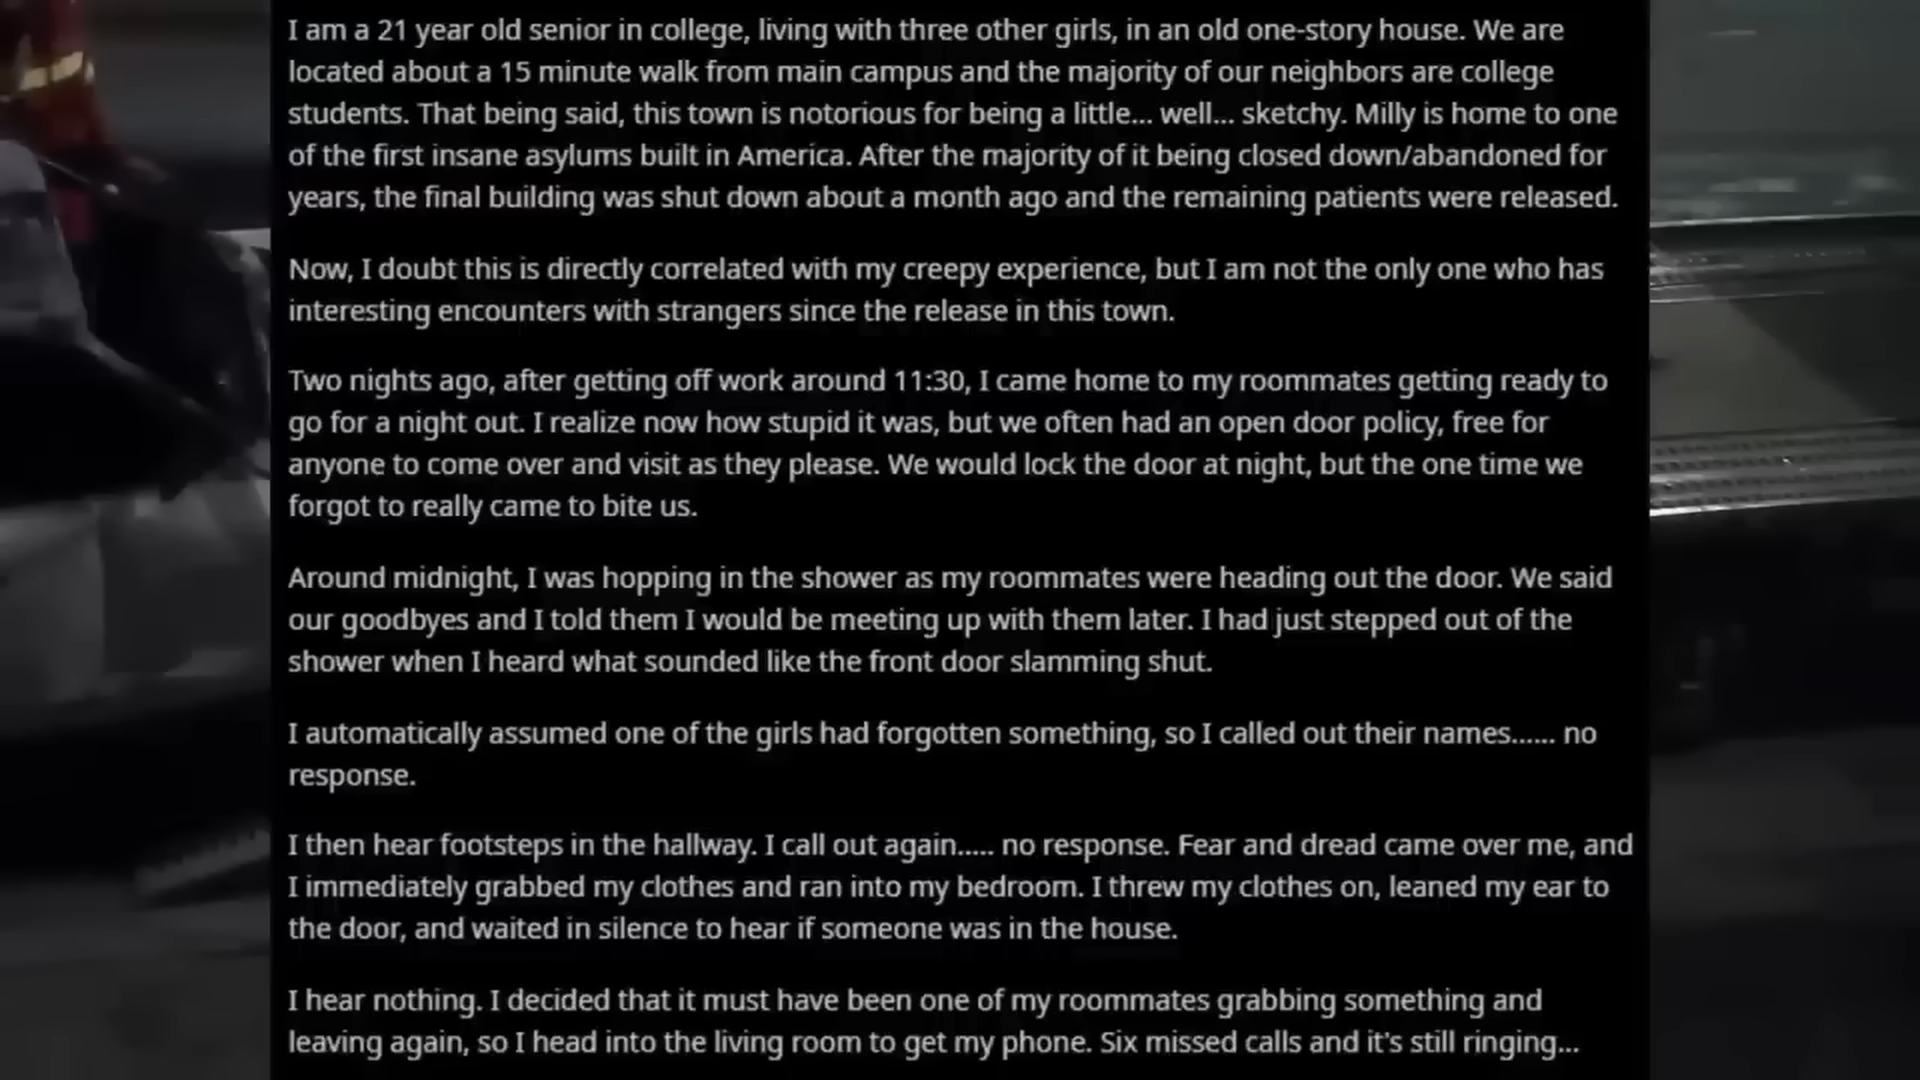 I am a 21 year old senior in college, living with three other girls, in an old one-story house. We are
located about a 15 minute walk from main campus and the majority of our neighbors are college
students. That being said, this town is notorious for being a little... well... sketchy. Milly is home to one
of the first insane asylums built in America. After the majority of it being closed down/abandoned for
years, the final building was shut down about a month ago and the remaining patients were released.
Now, I doubt this is directly correlated with my creepy experience, but I am not the only one who has
interesting encounters with strangers since the release in this town.
Two nights ago, after getting off work around 11:30, I came home to my roommates getting ready to
go for a night out. I realize now how stupid it was, but we often had an open door policy, free for
anyone to come over and visit as they please. We would lock the door at night, but the one time we
forgot to really came to bite us.
Around midnight, I was hopping in the shower as my roommates were heading out the door. We said
our goodbyes and I told them I would be meeting up with them later. I had just stepped out of the
shower when I heard what sounded like the front door slamming shut.
I automatically assumed one of the girls had forgotten something, so I called out their names...... no
response.
I then hear footsteps in the hallway. I call out again..... no response. Fear and dread came over me, and
I immediately grabbed my clothes and ran into my bedroom. I threw my clothes on, leaned my ear to
the door, and waited in silence to hear if someone was in the house.
I hear nothing. I decided that it must have been one of my roommates grabbing something and
leaving again, so I head into the living room to get my phone. Six missed calls and it's still ringing...